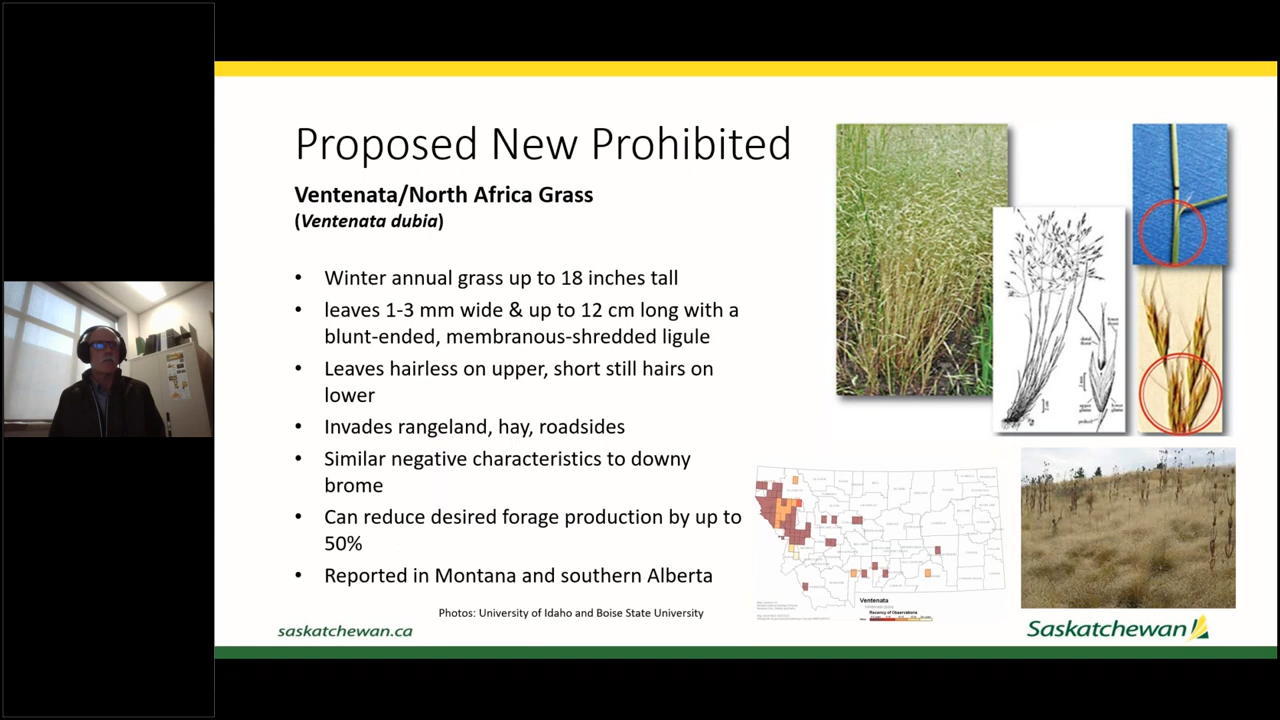 Proposed New Prohibited
Ventenata/North Africa Grass
(Ventenata dubia)
• Winter annual grass up to 18 inches tall
• leaves 1-3 mm wide & up to 12 cm long with a
blunt-ended, membranous-shredded ligule
• Leaves hairless on upper, short still hairs on
lower
• Invades rangeland, hay, roadsides
• Similar negative characteristics to downy
brome
• Can reduce desired forage production by up to
50%
• Reported in Montana and southern Alberta
Ventenata
Recency of Observations
Photos: University of Idaho and Boise State University
saskatchewan.ca
Saskatchewan